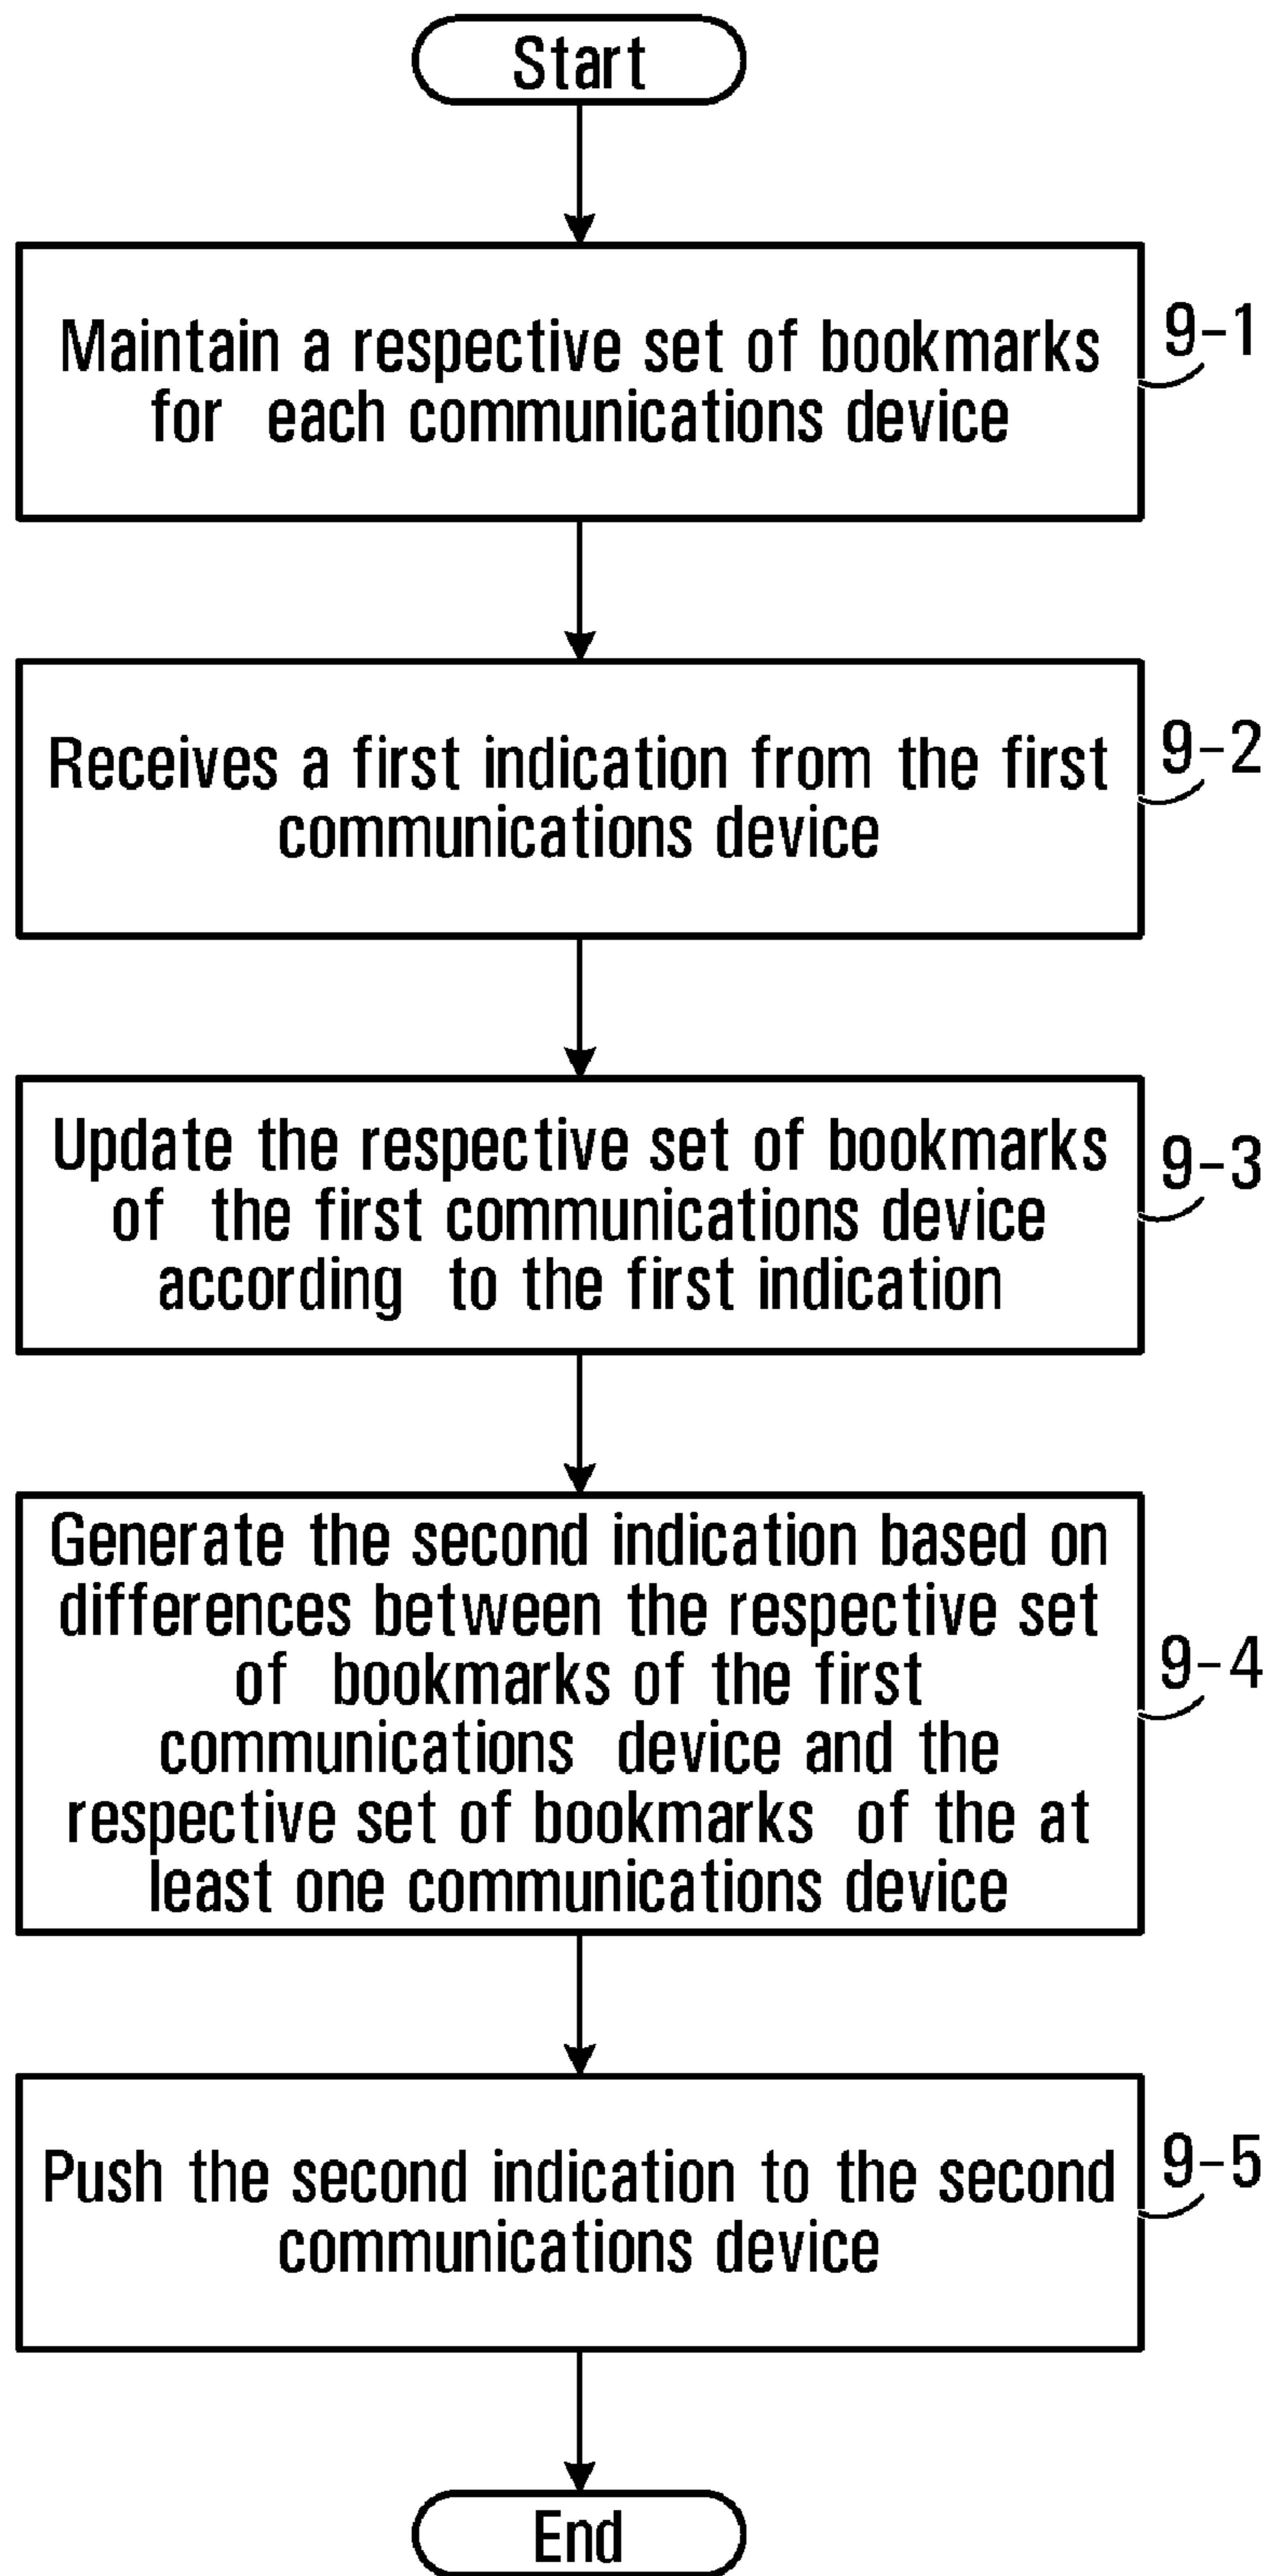 Start
Maintain a respective set of bookmarks
for each communications device
9-1
Receives a first indication from the first
communications device
9-2
Update the respective set of bookmarks
of the first communications device
according to the first indication
9-3
Generate the second indication based on
differences between the respective set
of bookmarks of the first
communications device and the
respective set of bookmarks of the at
least one communications device
9-4
Push the second indication to the second
communications device
9-5
End